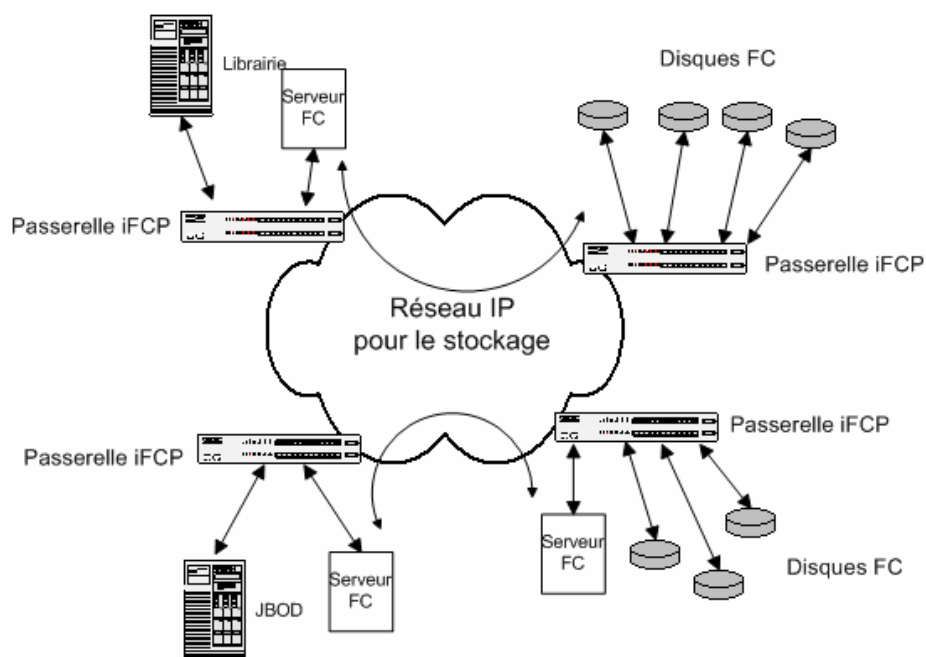 Librairie
Serveur
FC
Disques FC
Passerelle iFCP
Passerelle iFCP
Réseau IP
pour le stockage
Passerelle iFCP
Passerelle iFCP
Serveur
FC
Serveur
FC
Disques FC
JBOD